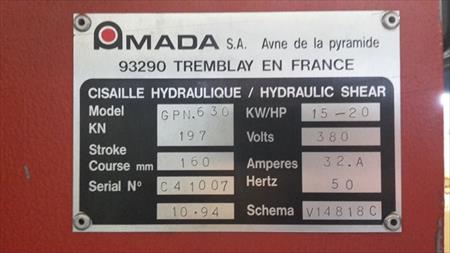 AMADA S.A. Avne de la pyramide
93290 TREMBLAY EN FRANCE
CISAILLE HYDRAULIQUE / HYDRAULIC SHEAR
Model GPN.630 KW/HP 15-20
KN 197 Volts 380
Stroke
Course mm 160 Amperes 32.A
Serial Nº C41007 Hertz 50
10.94 Schema V14818C